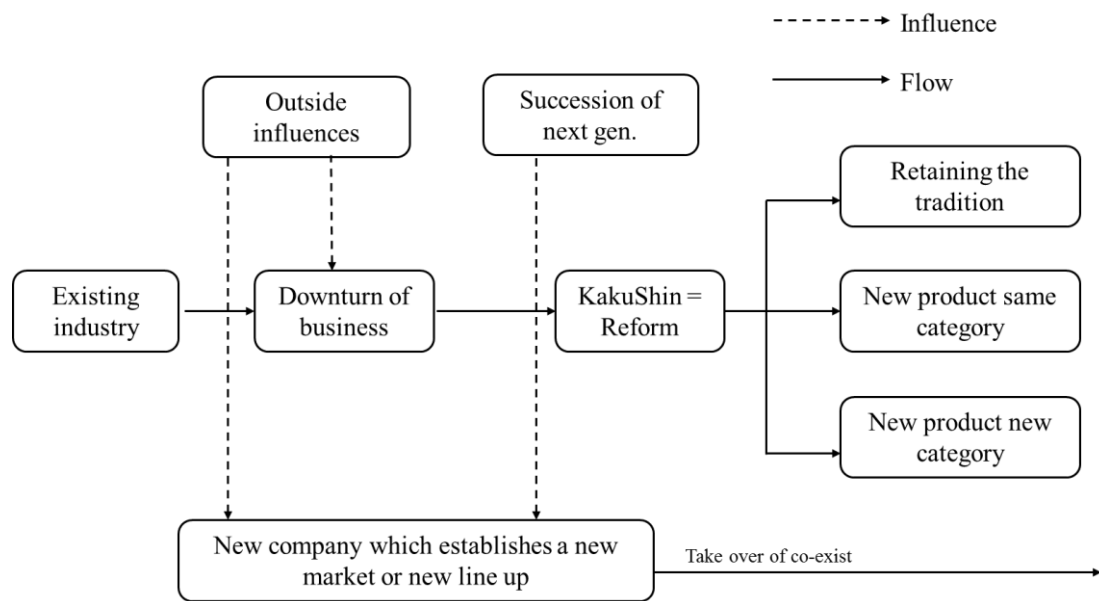 Influence
Flow
Outside
influences
Succession of
next gen.
Retaining the
tradition
Existing
industry
Downturn of
business
KakuShin =
Reform
New product same
category
New product new
category
New company which establishes a new
market or new line up
Take over of co-exist